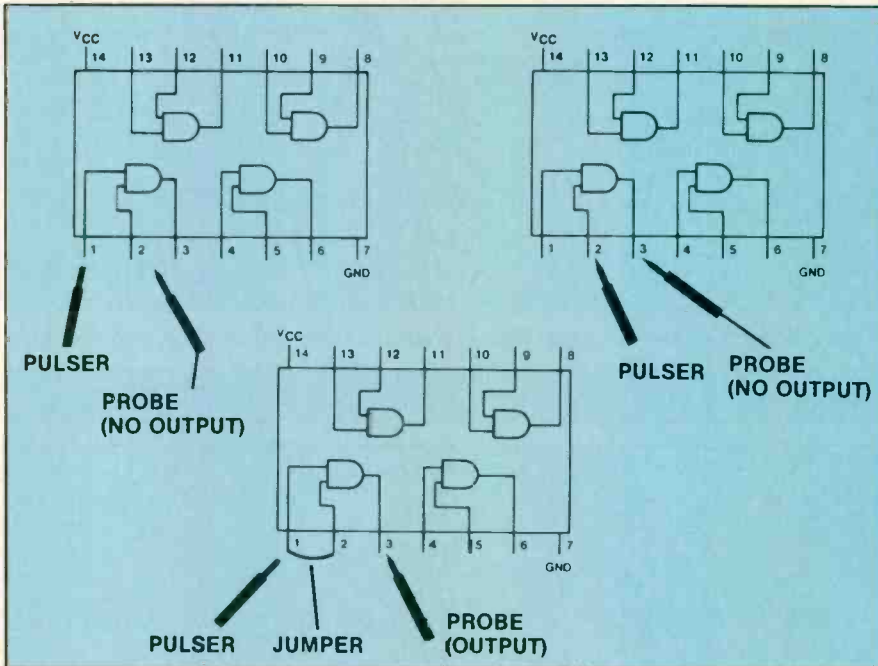 VCC
14 13 12 11 10 9 8
1 2 3 4 5 6 7
GND
PULSER
PROBE
(NO OUTPUT)
VCC
14 13 12 11 10 9 8
1 2 3 4 5 6 7
GND
PULSER
PROBE
(NO OUTPUT)
VCC
14 13 12 11 10 9 8
1 2 3 4 5 6 7
GND
PULSER JUMPER PROBE
(OUTPUT)